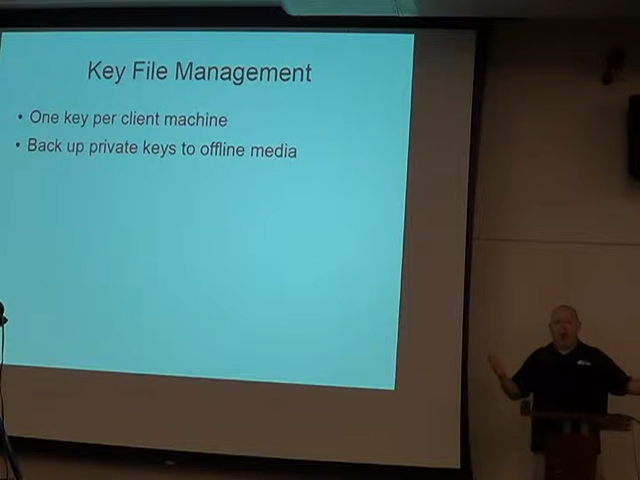 Key File Management
• One key per client machine
• Back up private keys to offline media